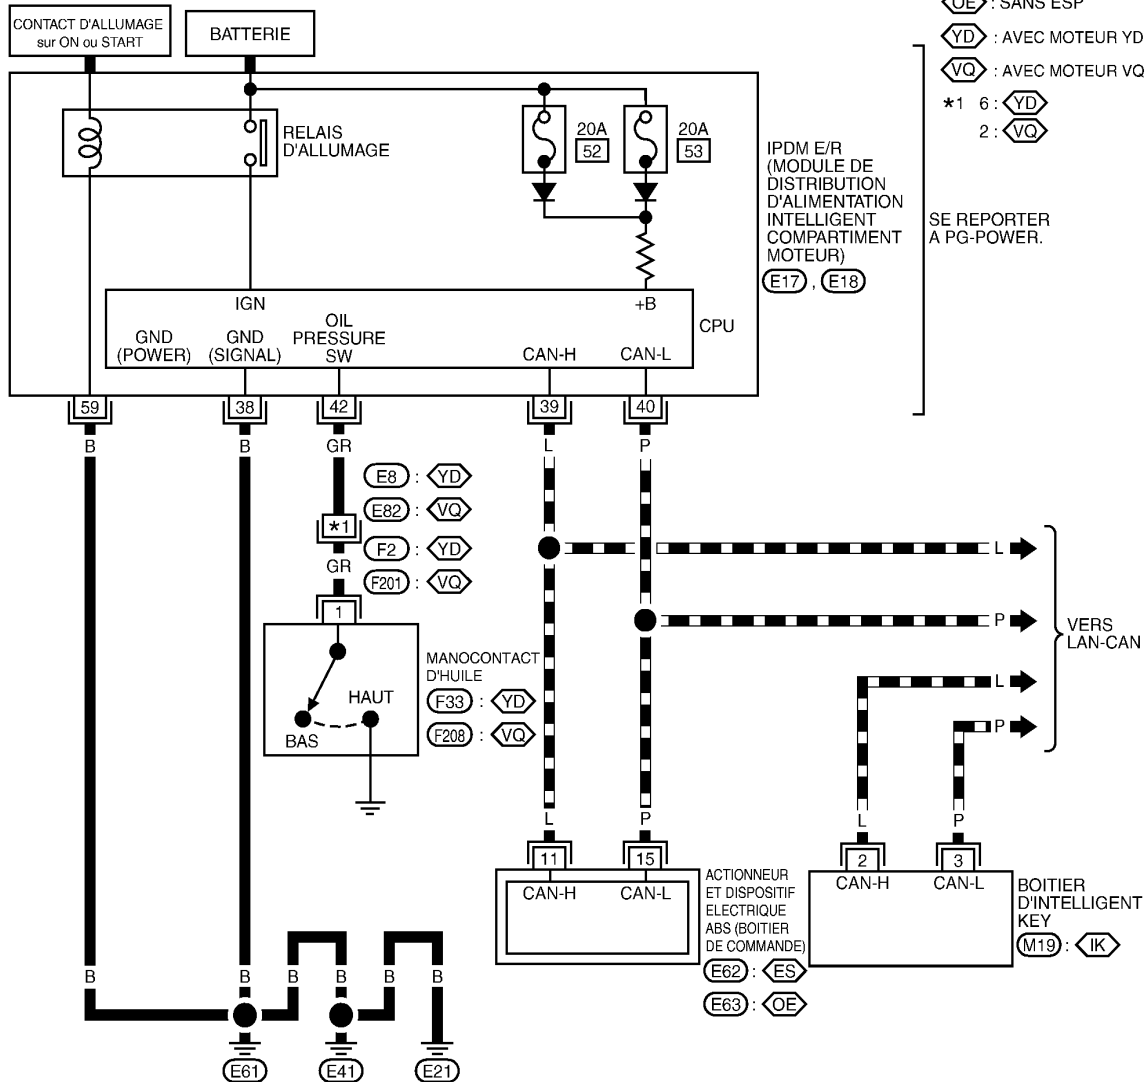 CONTACT D'ALLUMAGE
sur ON ou START
BATTERIE
OE : SANS ESP
YD : AVEC MOTEUR YD
VQ : AVEC MOTEUR VQ
*1 6 : YD
2 : VQ
RELAIS
D'ALLUMAGE
20A
52
20A
53
IPDM E/R
(MODULE DE
DISTRIBUTION
D'ALIMENTATION
INTELLIGENT
COMPARTIMENT
MOTEUR)
E17 , E18
SE REPORTER
A PG-POWER.
IGN
+B
CPU
GND
(POWER)
GND
(SIGNAL)
OIL
PRESSURE
SW
CAN-H
CAN-L
59
38
42
39
40
B
B
GR
L
P
E8 : YD
E82 : VQ
*1
F2 : YD
GR
F201 : VQ
1
L
P
L
P
VERS
LAN-CAN
MANOCONTACT
D'HUILE
F33 : YD
F208 : VQ
HAUT
BAS
L
P
L
P
11
15
2
3
CAN-H
CAN-L
CAN-H
CAN-L
ACTIONNEUR
ET DISPOSITIF
ELECTRIQUE
ABS (BOITIER
DE COMMANDE)
E62 : ES
E63 : OE
BOITIER
D'INTELLIGENT
KEY
M19 : IK
B
B
B
B
B
B
E61
E41
E21